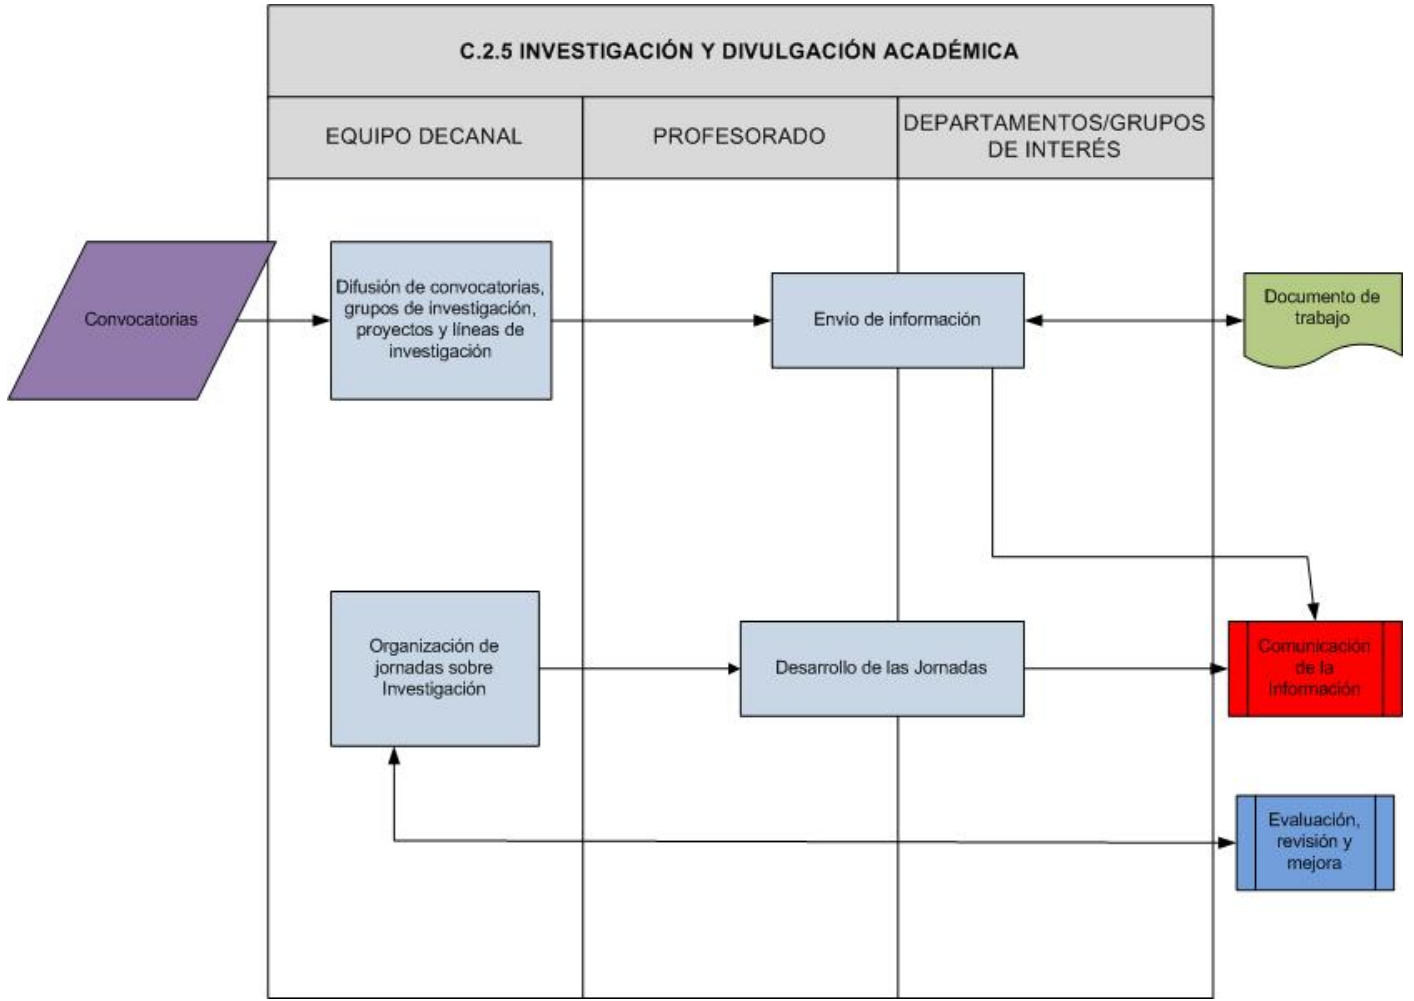 C.2.5 INVESTIGACIÓN Y DIVULGACIÓN ACADÉMICA
EQUIPO DECANAL
PROFESORADO
DEPARTAMENTOS/GRUPOS
DE INTERÉS
Convocatorias
Difusión de convocatorias,
grupos de investigación,
proyectos y líneas de
investigación
Envío de información
Documento de
trabajo
Organización de
jornadas sobre
Investigación
Desarrollo de las Jornadas
Comunicación
de la
Información
Evaluación,
revisión y
mejora